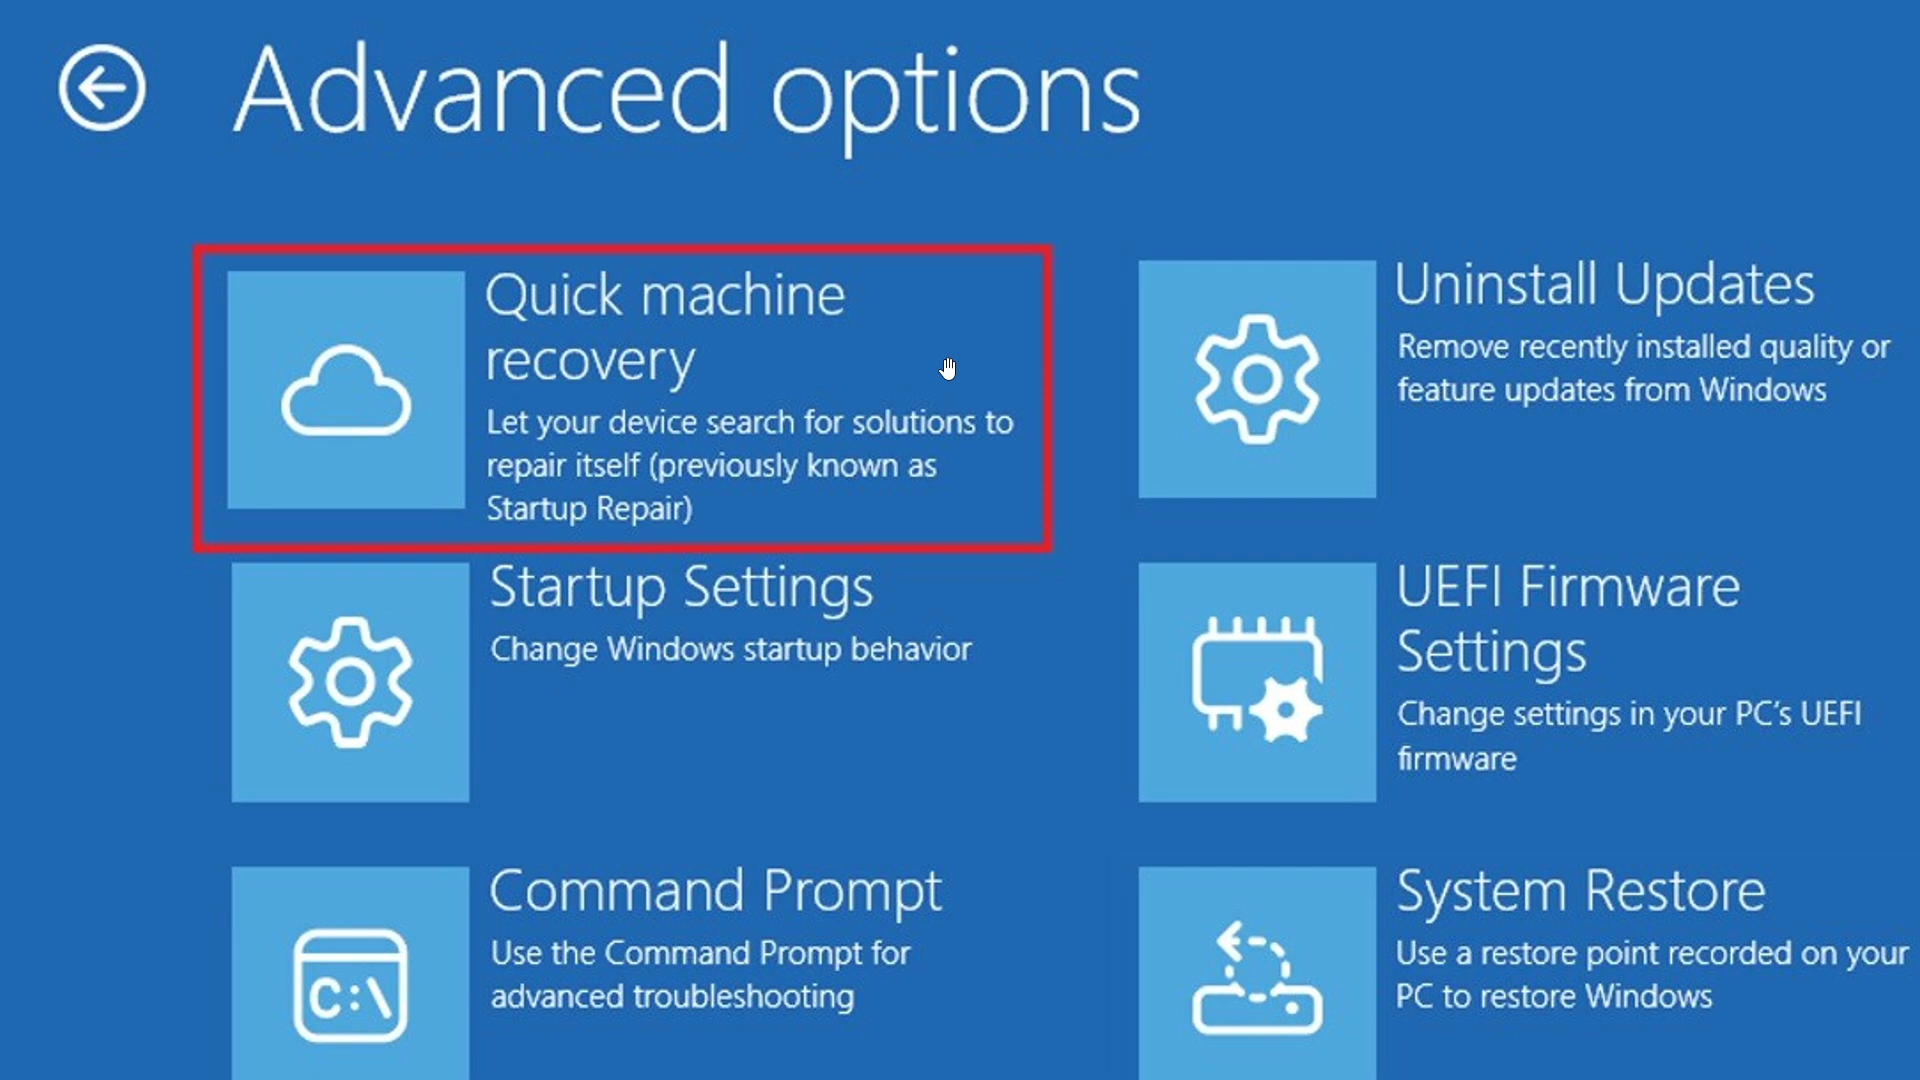 Advanced options
Quick machine
recovery
Let your device search for solutions to
repair itself (previously known as
Startup Repair)
Uninstall Updates
Remove recently installed quality or
feature updates from Windows
Startup Settings
Change Windows startup behavior
UEFI Firmware
Settings
Change settings in your PC's UEFI
firmware
C:\
Command Prompt
Use the Command Prompt for
advanced troubleshooting
System Restore
Use a restore point recorded on your
PC to restore Windows